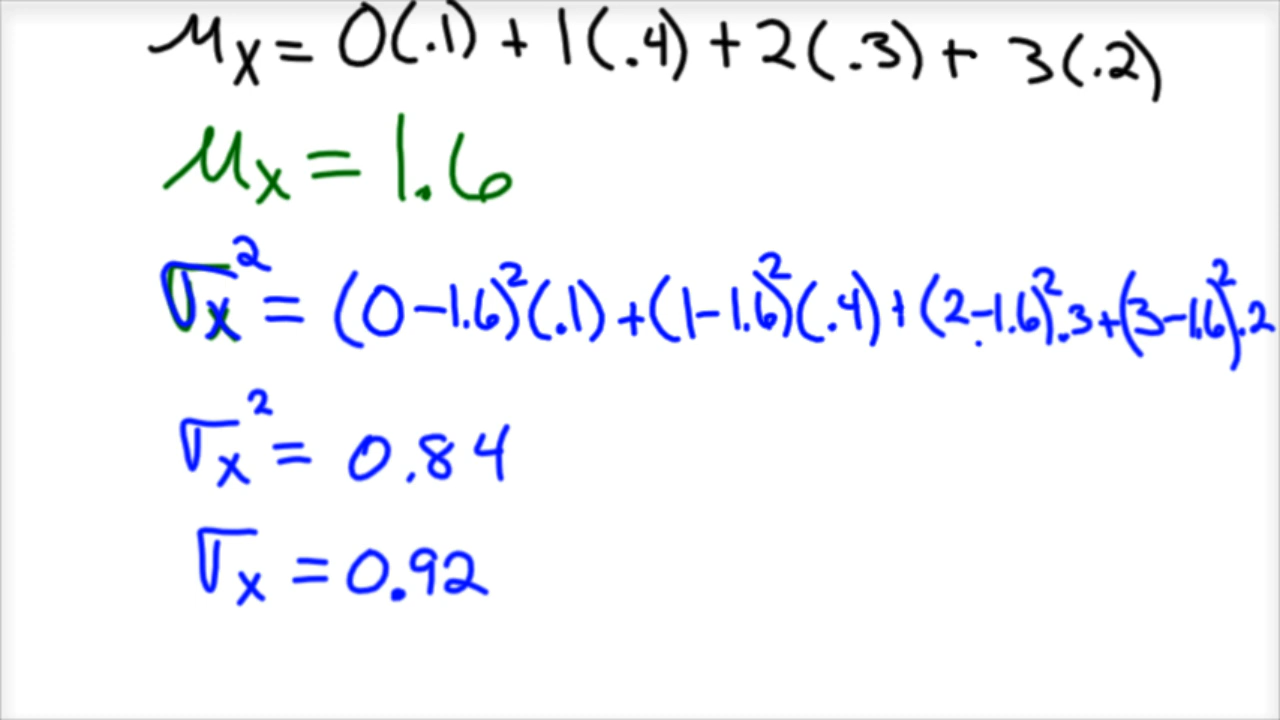 μx = 0(.1) + 1(.4) + 2(.3) + 3(.2)
μx = 1.6
σx² = (0-1.6)²(.1) + (1-1.6)²(.4) + (2-1.6)².3 + (3-1.6)².2
σx² = 0.84
σx = 0.92